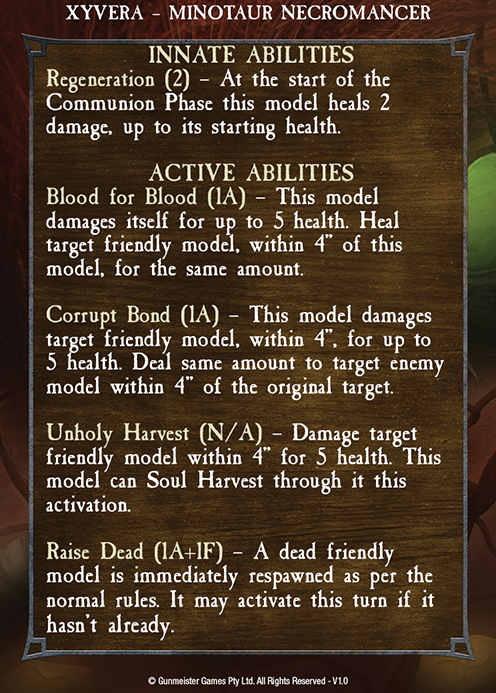 XYVERA – MINOTAUR NECROMANCER
INNATE ABILITIES
Regeneration (2) – At the start of the
Communion Phase this model heals 2
damage, up to its starting health.
ACTIVE ABILITIES
Blood for Blood (1A) – This model
damages itself for up to 5 health. Heal
target friendly model, within 4" of this
model, for the same amount.
Corrupt Bond (1A) – This model damages
target friendly model, within 4", for up to
5 health. Deal same amount to target enemy
model within 4" of the original target.
Unholy Harvest (N/A) – Damage target
friendly model within 4" for 5 health. This
model can Soul Harvest through it this
activation.
Raise Dead (1A+1F) – A dead friendly
model is immediately respawned as per the
normal rules. It may activate this turn if it
hasn't already.
© Gunmeister Games Pty Ltd. All Rights Reserved - V1.0